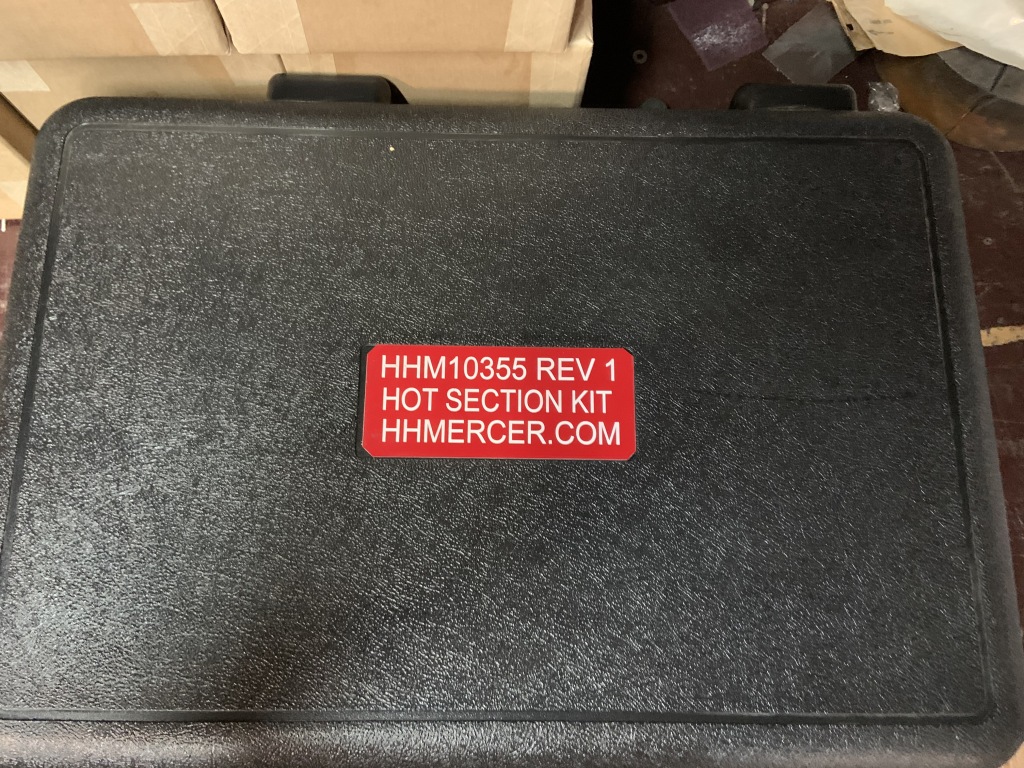 HHM10355 REV 1
HOT SECTION KIT
HHMERCER.COM